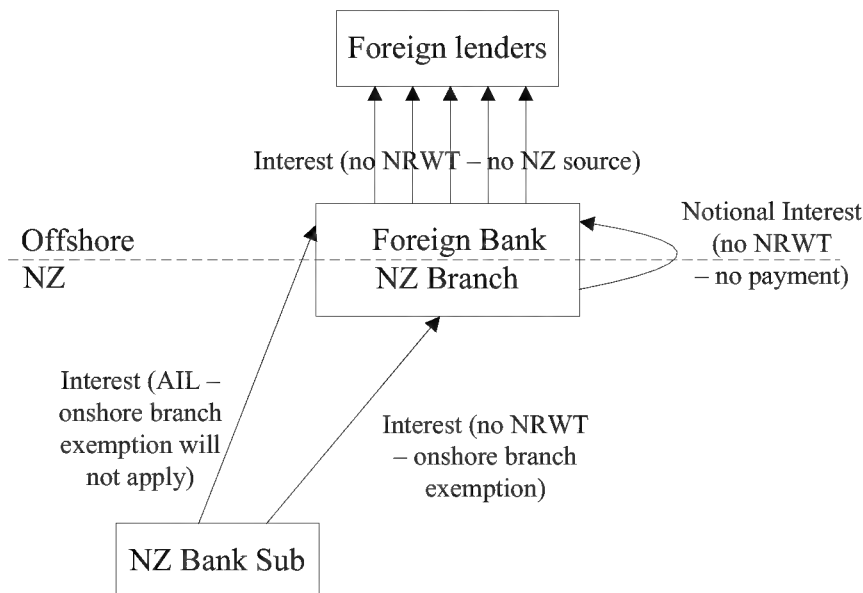 Foreign lenders
Interest (no NRWT – no NZ source)
Offshore
NZ
Foreign Bank
NZ Branch
Notional Interest
(no NRWT
– no payment)
Interest (AIL –
onshore branch
exemption will
not apply)
Interest (no NRWT
– onshore branch
exemption)
NZ Bank Sub